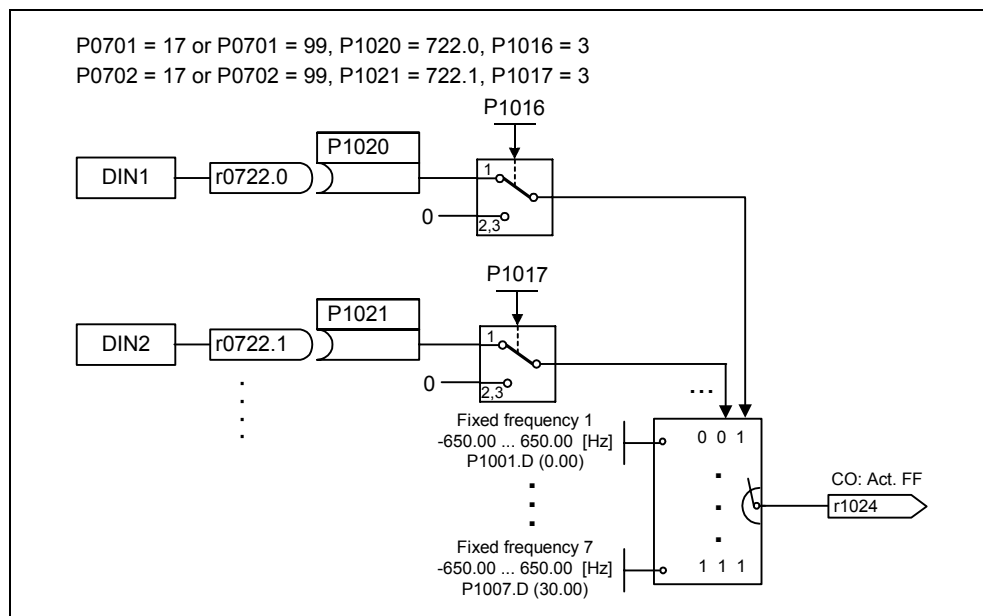 P0701 = 17 or P0701 = 99, P1020 = 722.0, P1016 = 3
P0702 = 17 or P0702 = 99, P1021 = 722.1, P1017 = 3
P1016
P1020
DIN1
r0722.0
1
0
2,3
P1017
P1021
DIN2
r0722.1
1
0
2,3
...
Fixed frequency 1
-650.00 ... 650.00 [Hz]
P1001.D (0.00)
0 0 1
CO: Act. FF
r1024
Fixed frequency 7
-650.00 ... 650.00 [Hz]
P1007.D (30.00)
1 1 1